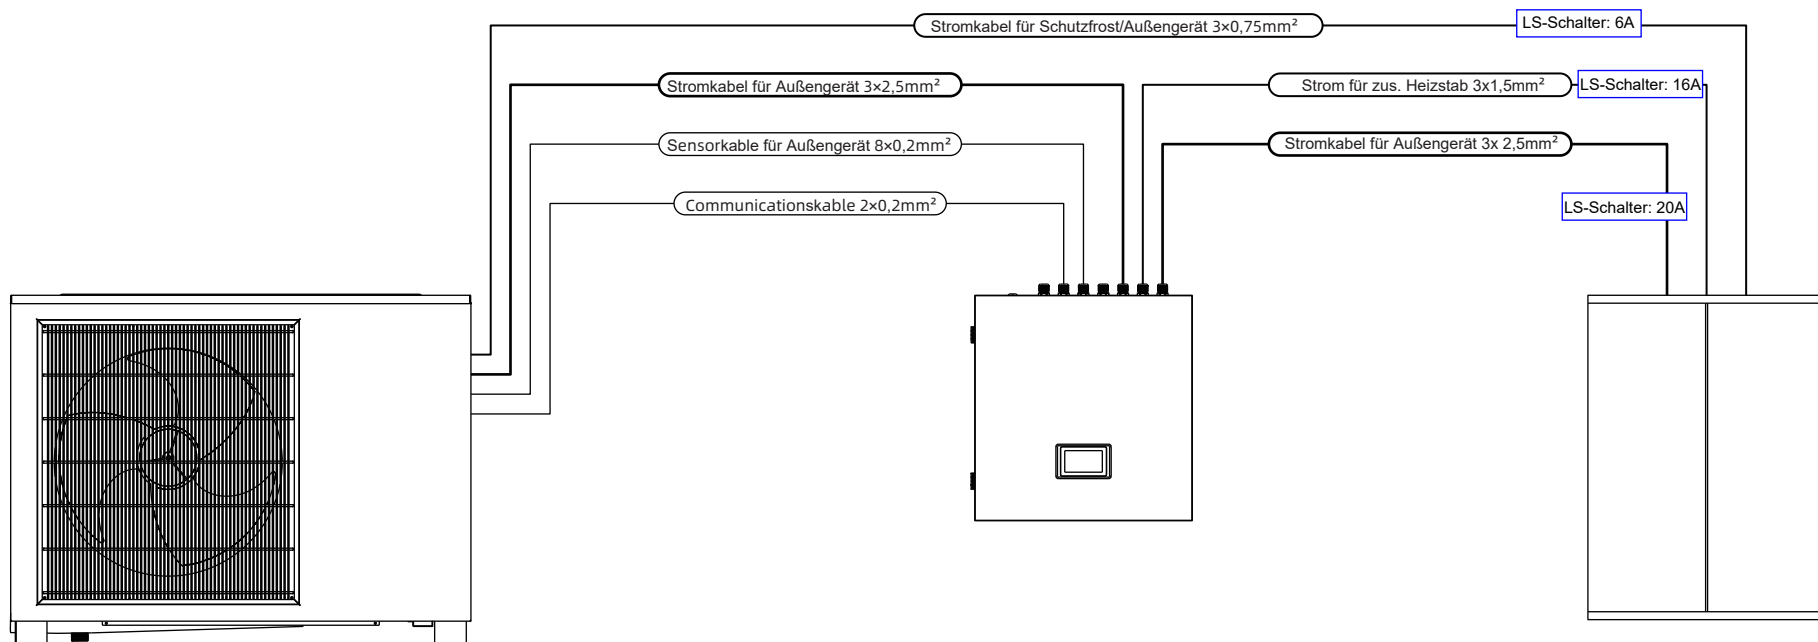 Stromkabel für Schutzfrost/Außengerät 3×0,75mm²
LS-Schalter: 6A
Stromkabel für Außengerät 3×2,5mm²
Strom für zus. Heizstab 3x1,5mm²
LS-Schalter: 16A
Sensorkable für Außengerät 8×0,2mm²
Stromkabel für Außengerät 3x 2,5mm²
Communicationskable 2×0,2mm²
LS-Schalter: 20A